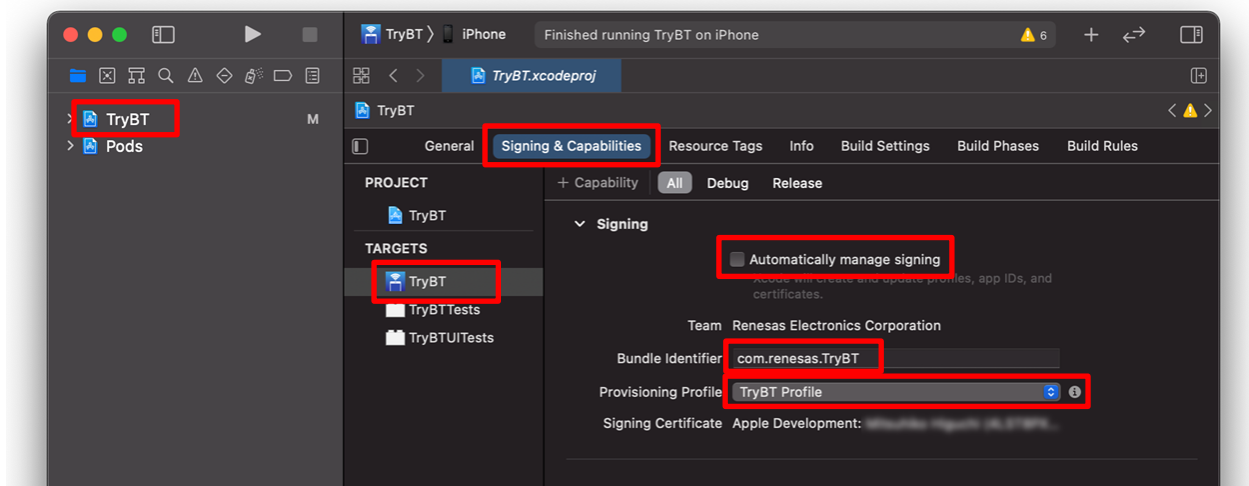 TryBT
iPhone
Finished running TryBT on iPhone
6
TryBT.xcodeproj
TryBT
M
Pods
TryBT
General
Signing & Capabilities
Resource Tags
Info
Build Settings
Build Phases
Build Rules
PROJECT
TryBT
TARGETS
TryBT
TryBTTests
TryBTUITests
+ Capability
All
Debug
Release
Signing
Automatically manage signing
Xcode will create and update profiles, app IDs, and
certificates.
Team Renesas Electronics Corporation
Bundle Identifier com.renesas.TryBT
Provisioning Profile TryBT Profile
Signing Certificate Apple Development: